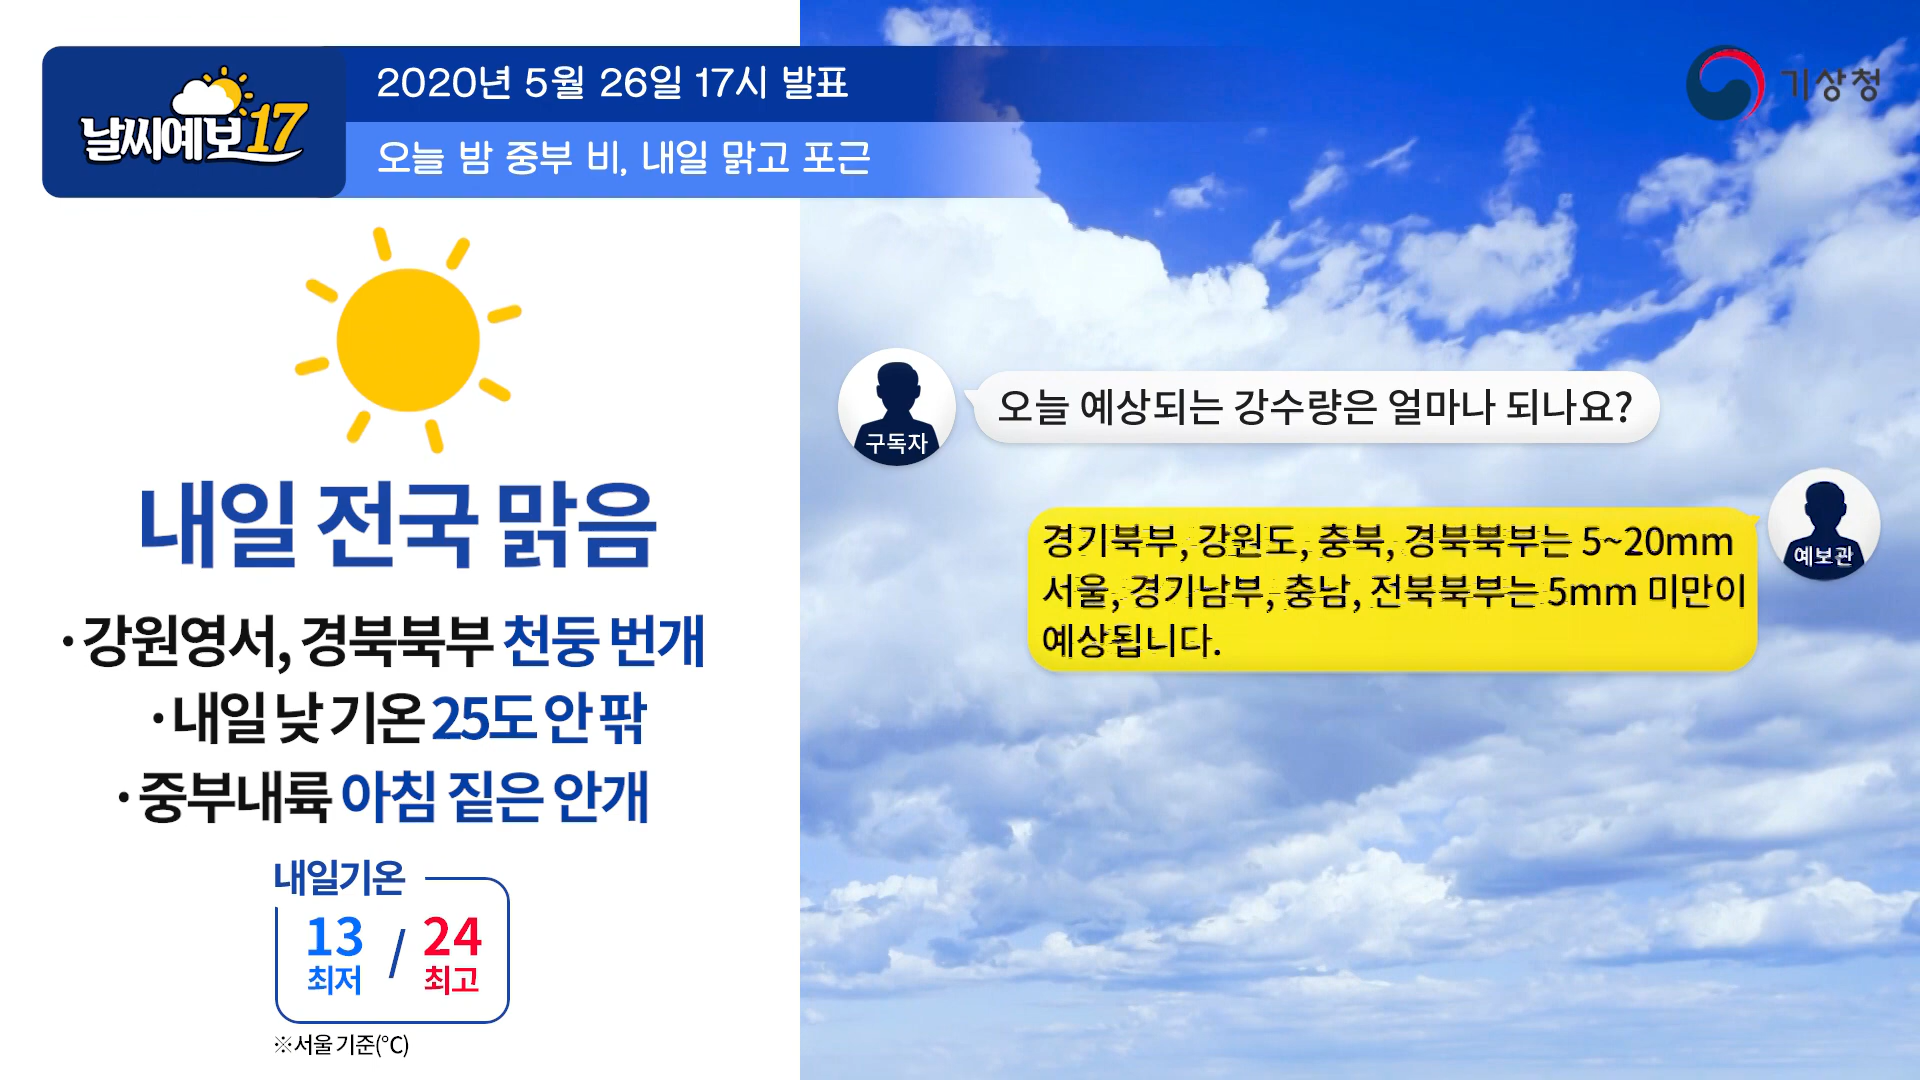 날씨예보17
2020년 5월 26일 17시 발표
오늘 밤 중부 비, 내일 맑고 포근
기상청
내일 전국 맑음
·강원영서, 경북북부 천둥 번개
·내일 낮 기온 25도 안 팎
·중부내륙 아침 짙은 안개
내일기온
13 / 24
최저 최고
※서울 기준(°C)
오늘 예상되는 강수량은 얼마나 되나요?
구독자
경기북부, 강원도, 충북, 경북북부는 5~20mm
서울, 경기남부, 충남, 전북북부는 5mm 미만이
예상됩니다.
예보관